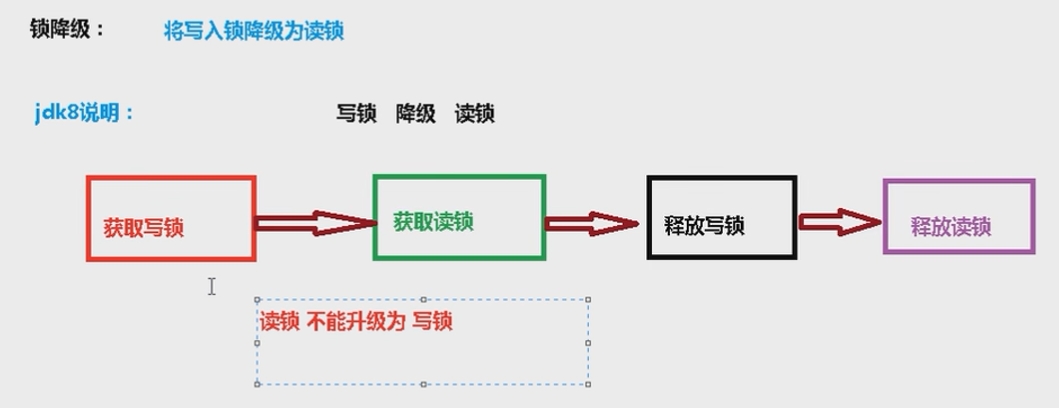 锁降级： 将写入锁降级为读锁
jdk8说明： 写锁 降级 读锁
获取写锁 获取读锁 释放写锁 释放读锁
读锁 不能升级为 写锁